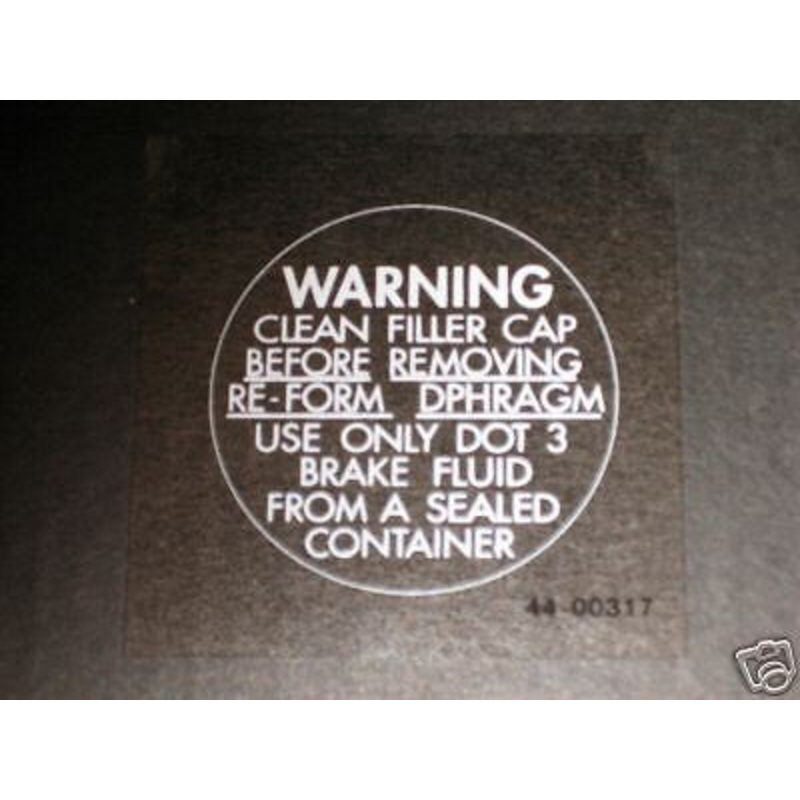 WARNING
CLEAN FILLER CAP
BEFORE REMOVING
RE-FORM DPHRAGM
USE ONLY DOT 3
BRAKE FLUID
FROM A SEALED
CONTAINER
44-00317